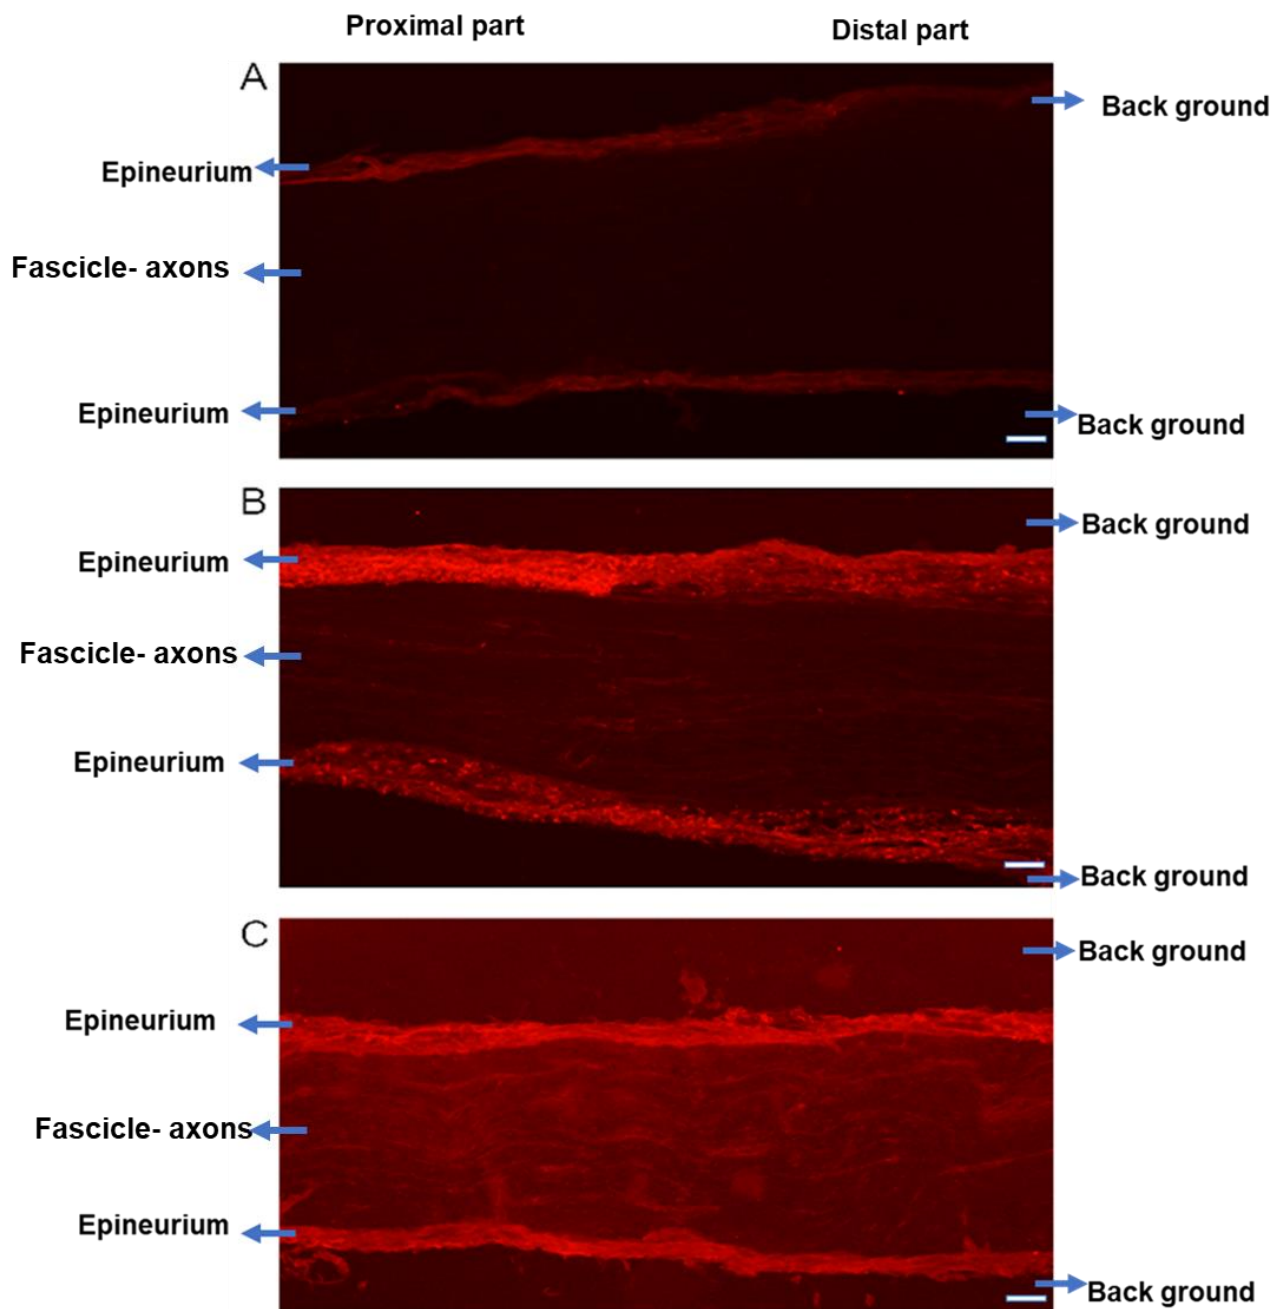 Proximal part
Distal part
A
Back ground
Epineurium
Fascicle- axons
Epineurium
Back ground
B
Back ground
Epineurium
Fascicle- axons
Epineurium
Back ground
C
Back ground
Epineurium
Fascicle- axons
Epineurium
Back ground